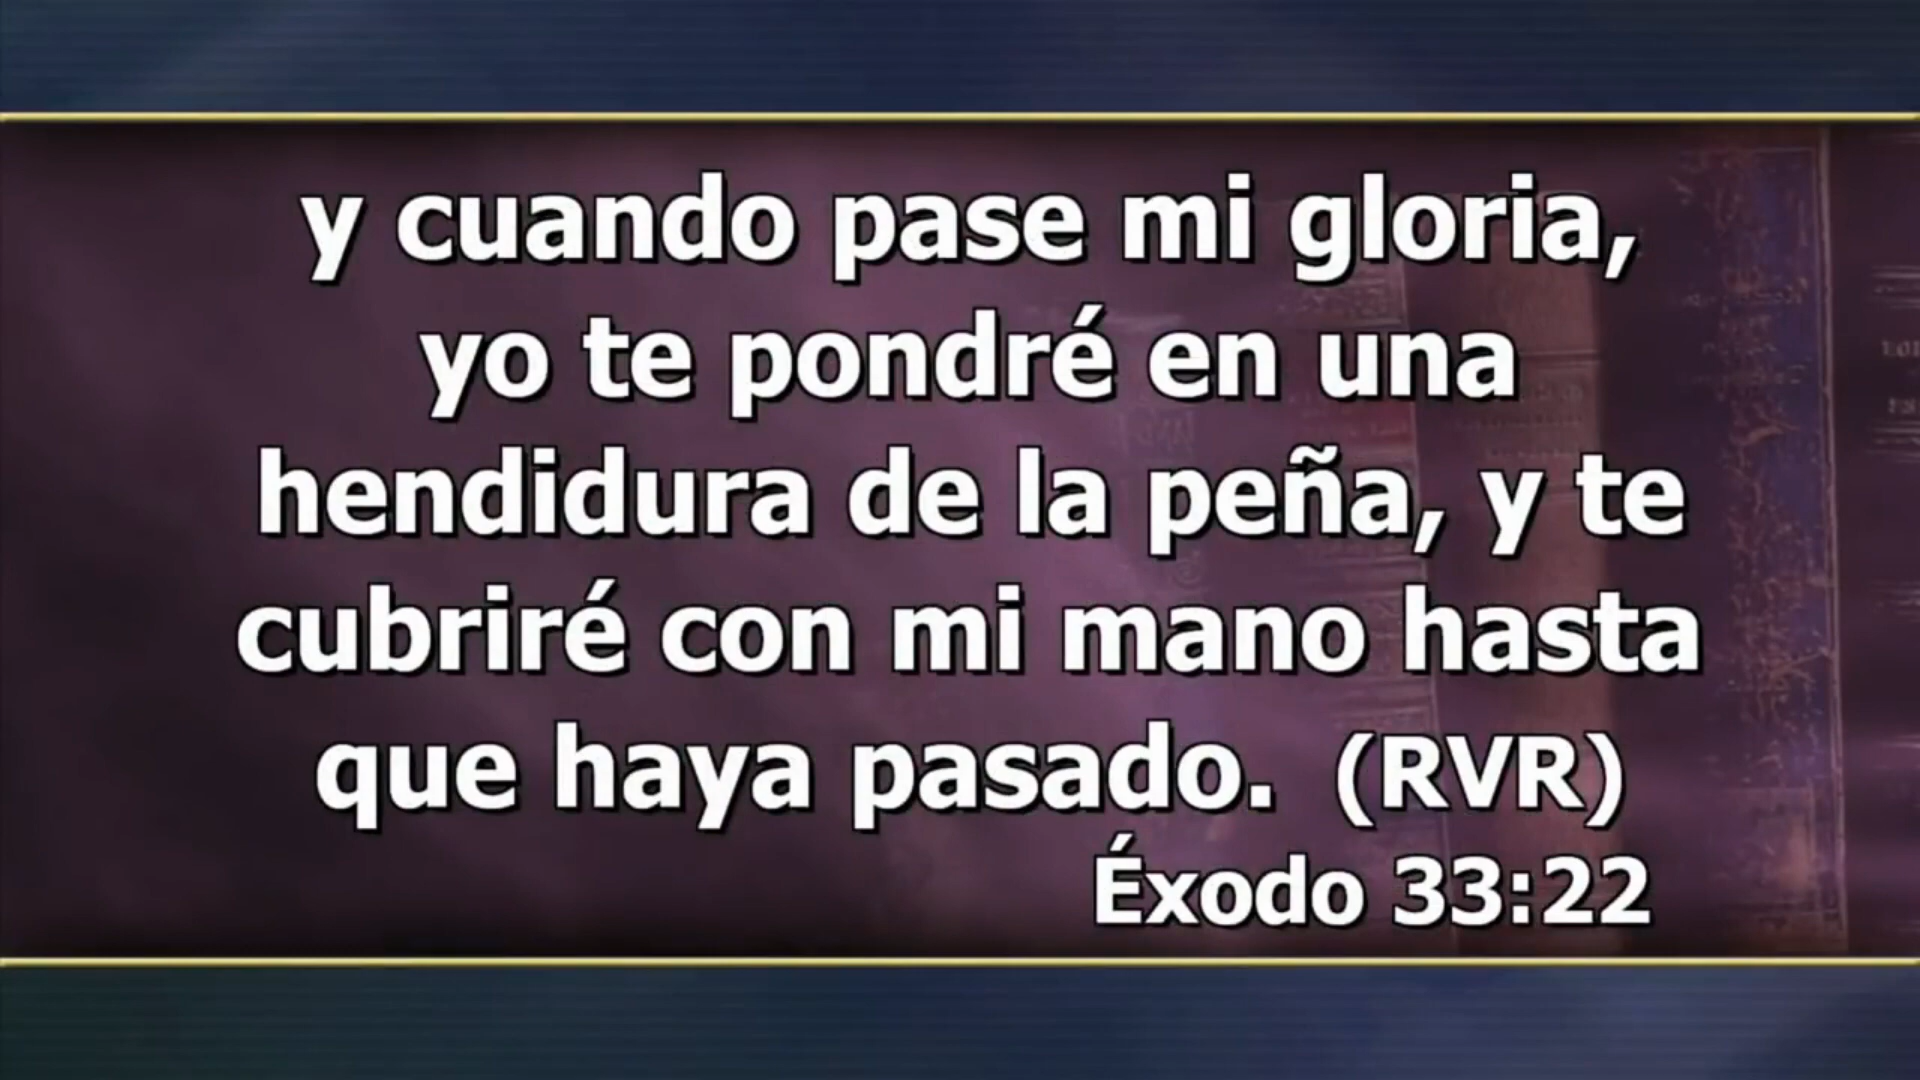 y cuando pase mi gloria,
yo te pondré en una
hendidura de la peña, y te
cubriré con mi mano hasta
que haya pasado. (RVR)
Éxodo 33:22